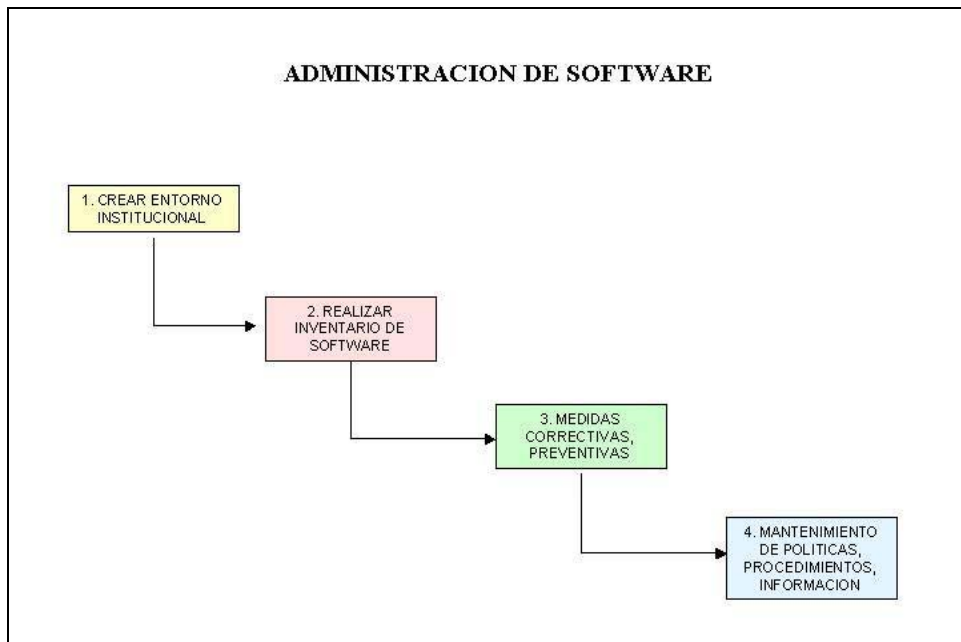 ADMINISTRACION DE SOFTWARE
1. CREAR ENTORNO
INSTITUCIONAL
2. REALIZAR
INVENTARIO DE
SOFTWARE
3. MEDIDAS
CORRECTIVAS,
PREVENTIVAS
4. MANTENIMIENTO
DE POLITICAS,
PROCEDIMIENTOS,
INFORMACION